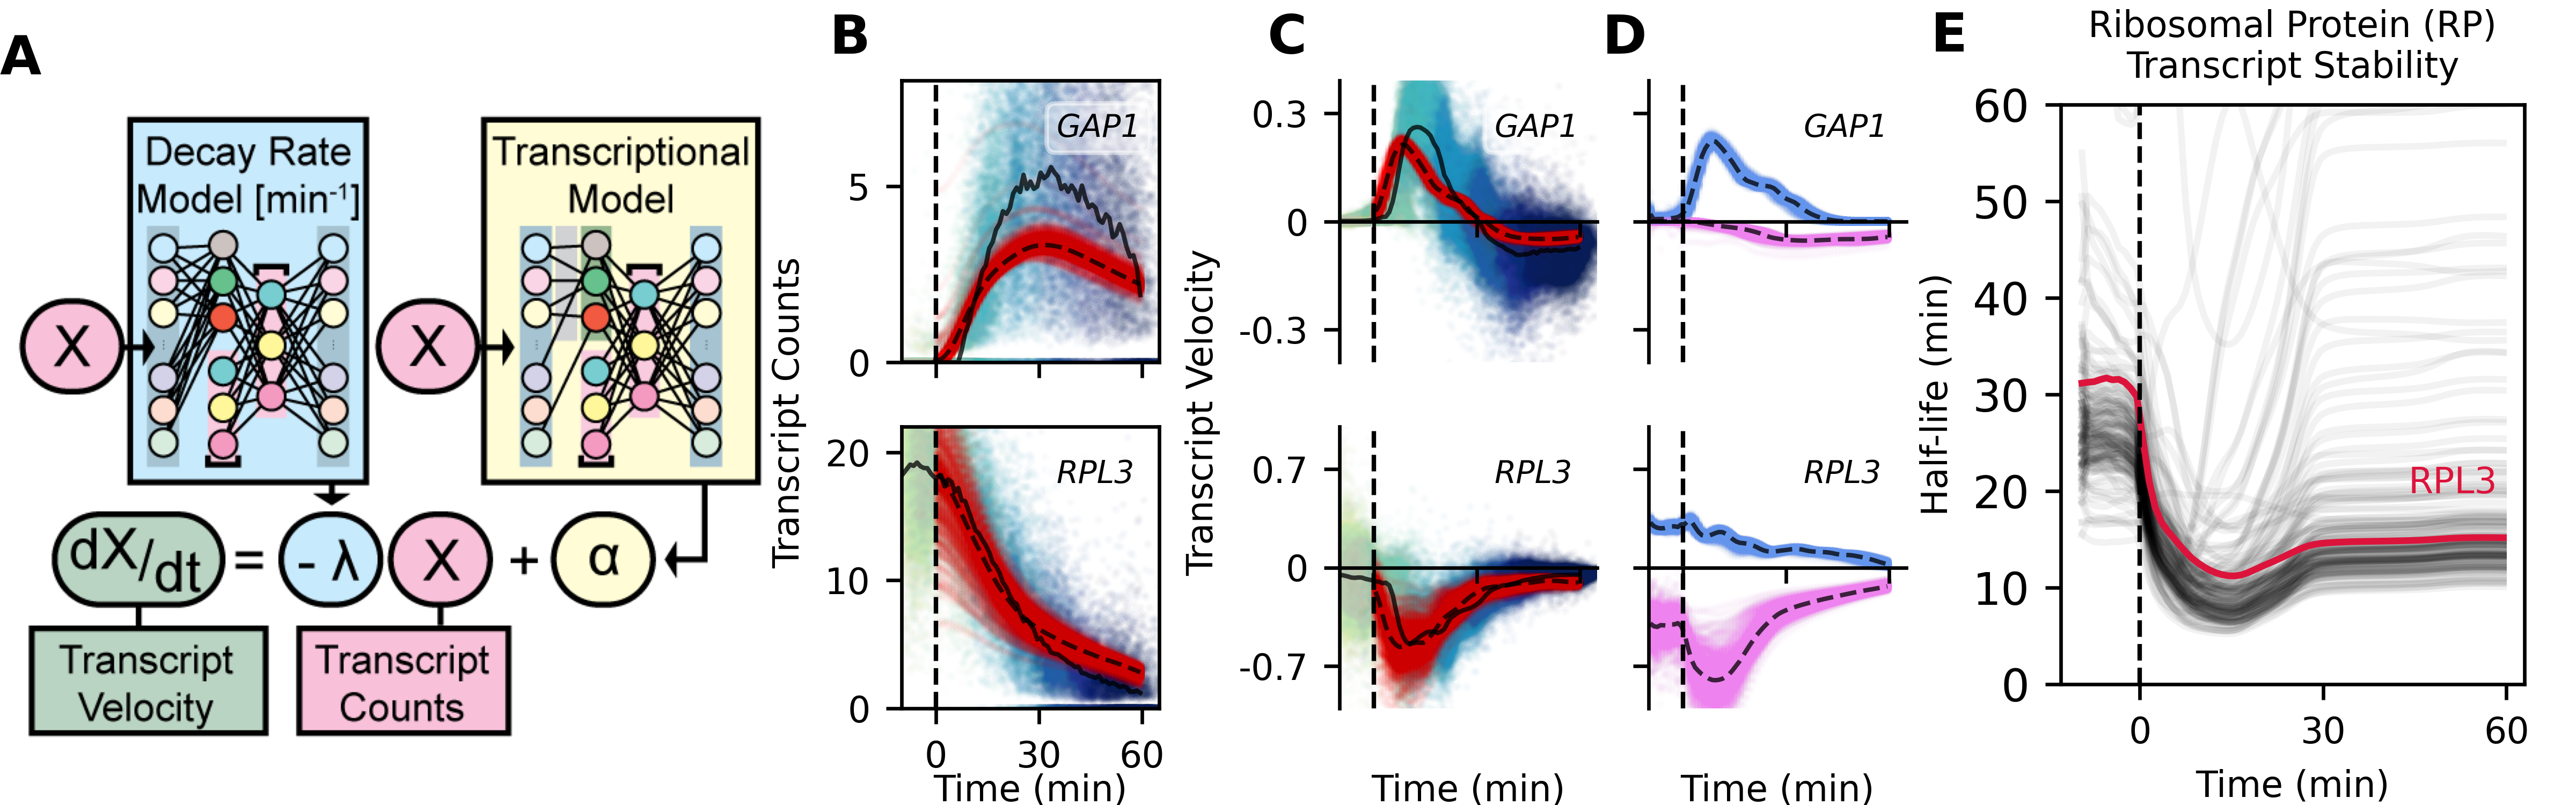 A
Decay Rate
Model [min-1]
X
Transcriptional
Model
X
dX/dt = - λ X + α
Transcript
Velocity
Transcript
Counts
B
Transcript Counts
GAP1
5
0
RPL3
20
10
0
0 30 60
Time (min)
C
Transcript Velocity
GAP1
0.3
0
-0.3
RPL3
0.7
0
-0.7
Time (min)
D
GAP1
RPL3
Time (min)
E
Ribosomal Protein (RP)
Transcript Stability
Half-life (min)
60
50
40
30
20
10
0
RPL3
0 30 60
Time (min)